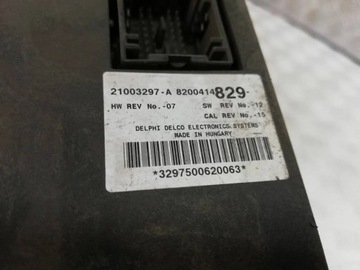 21003297-A 8200414829-
HW REV No.-07 SW REV No.-12
CAL REV No.-15
DELPHI DELCO ELECTRONICS SYSTEMS
MADE IN HUNGARY
*3297500620063*